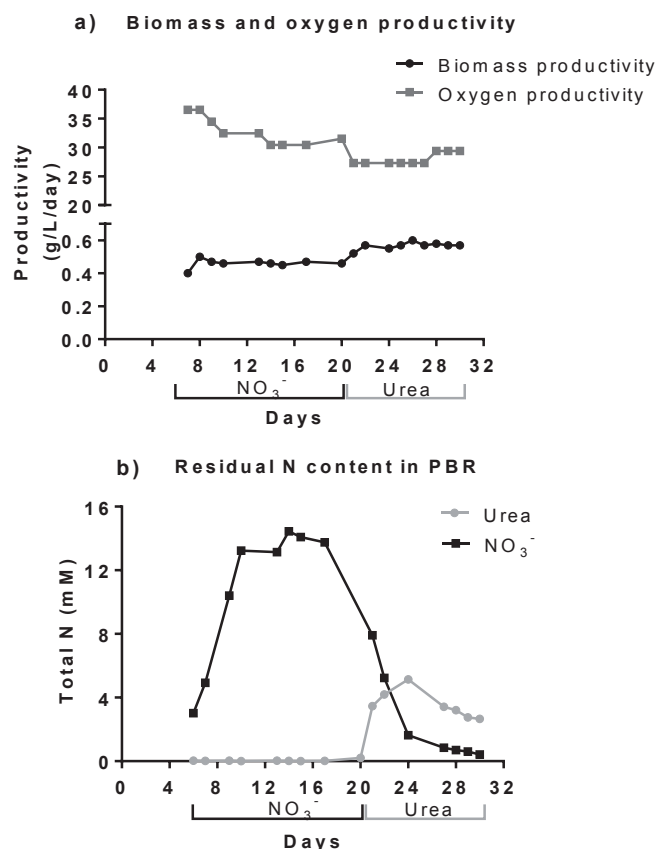 a) Biomass and oxygen productivity
Biomass productivity
Oxygen productivity
Productivity
(g/L/day)
40
35
30
25
20
0.6
0.4
0.2
0.0
0 4 8 12 16 20 24 28 32
NO₃⁻ Urea
Days
b) Residual N content in PBR
Urea
NO₃⁻
Total N (mM)
16
12
8
4
0
0 4 8 12 16 20 24 28 32
NO₃⁻ Urea
Days